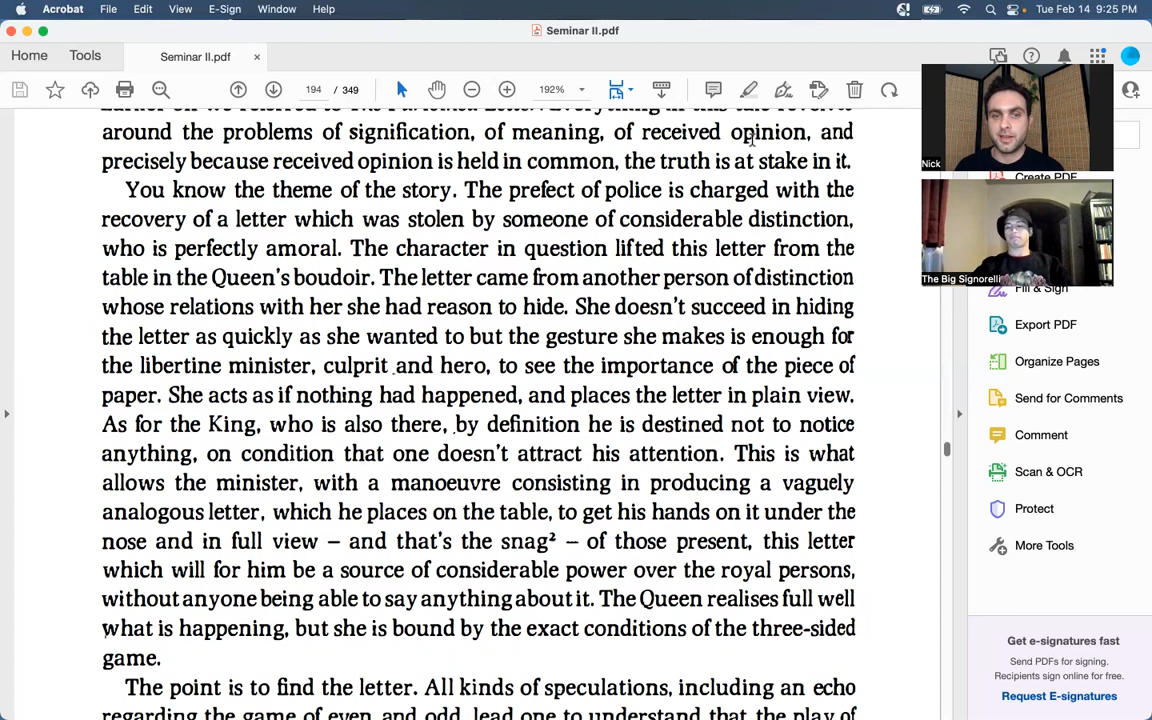 Acrobat File Edit View E-Sign Window Help Tue Feb 14 9:25 PM
Seminar II.pdf
Home Tools Seminar II.pdf ×
194 / 349 192%
around the problems of signification, of meaning, of received opinion, and
precisely because received opinion is held in common, the truth is at stake in it.
You know the theme of the story. The prefect of police is charged with the
recovery of a letter which was stolen by someone of considerable distinction,
who is perfectly amoral. The character in question lifted this letter from the
table in the Queen's boudoir. The letter came from another person of distinction
whose relations with her she had reason to hide. She doesn't succeed in hiding
the letter as quickly as she wanted to but the gesture she makes is enough for
the libertine minister, culprit and hero, to see the importance of the piece of
paper. She acts as if nothing had happened, and places the letter in plain view.
As for the King, who is also there, by definition he is destined not to notice
anything, on condition that one doesn't attract his attention. This is what
allows the minister, with a manoeuvre consisting in producing a vaguely
analogous letter, which he places on the table, to get his hands on it under the
nose and in full view – and that's the snag² – of those present, this letter
which will for him be a source of considerable power over the royal persons,
without anyone being able to say anything about it. The Queen realises full well
what is happening, but she is bound by the exact conditions of the three-sided
game.
The point is to find the letter. All kinds of speculations, including an echo
regarding the game of even and odd, lead one to understand that the play of
Nick
The Big Signorelli
Create PDF
Fill & Sign
Export PDF
Organize Pages
Send for Comments
Comment
Scan & OCR
Protect
More Tools
Get e-signatures fast
Send PDFs for signing.
Recipients sign online for free.
Request E-signatures